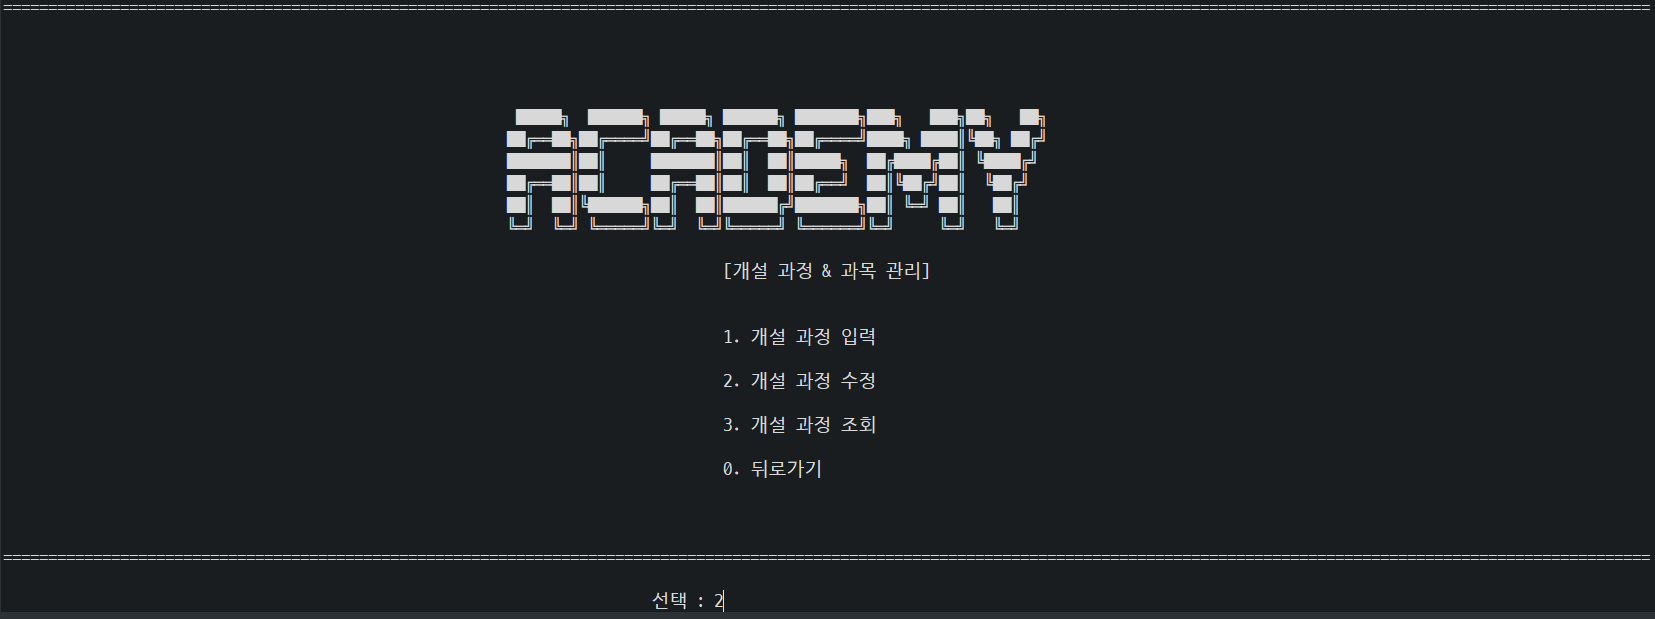 ACADEMY
[개설 과정 & 과목 관리]
1. 개설 과정 입력
2. 개설 과정 수정
3. 개설 과정 조회
0. 뒤로가기
선택 : 2